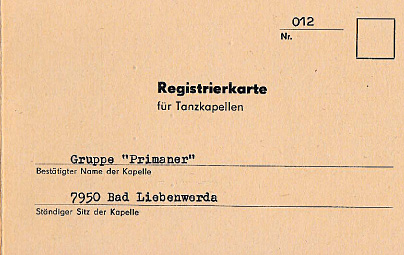 012
Nr.
Registrierkarte
für Tanzkapellen
Gruppe "Primaner"
Bestätigter Name der Kapelle
7950 Bad Liebenwerda
Ständiger Sitz der Kapelle